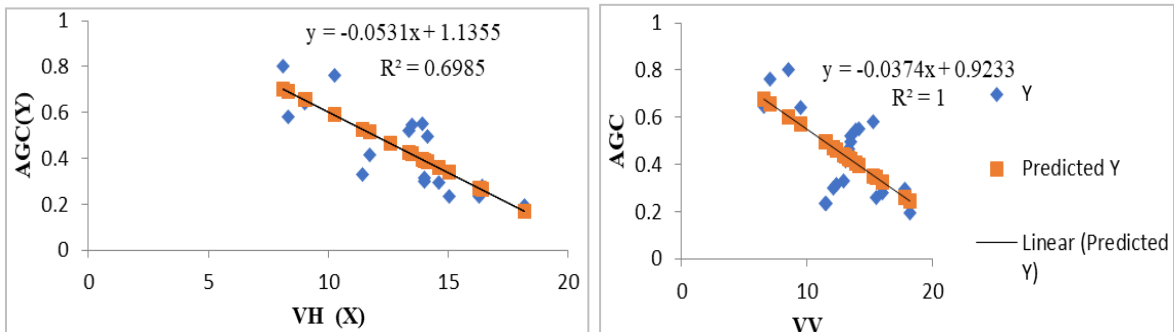 1
0.8
0.6
0.4
0.2
0
AGC(Y)
y = -0.0531x + 1.1355
R² = 0.6985
0
5
10
15
20
VH (X)
1
0.8
0.6
0.4
0.2
0
AGC
y = -0.0374x + 0.9233
R² = 1
0
10
20
VV
Y
Predicted Y
Linear (Predicted
Y)